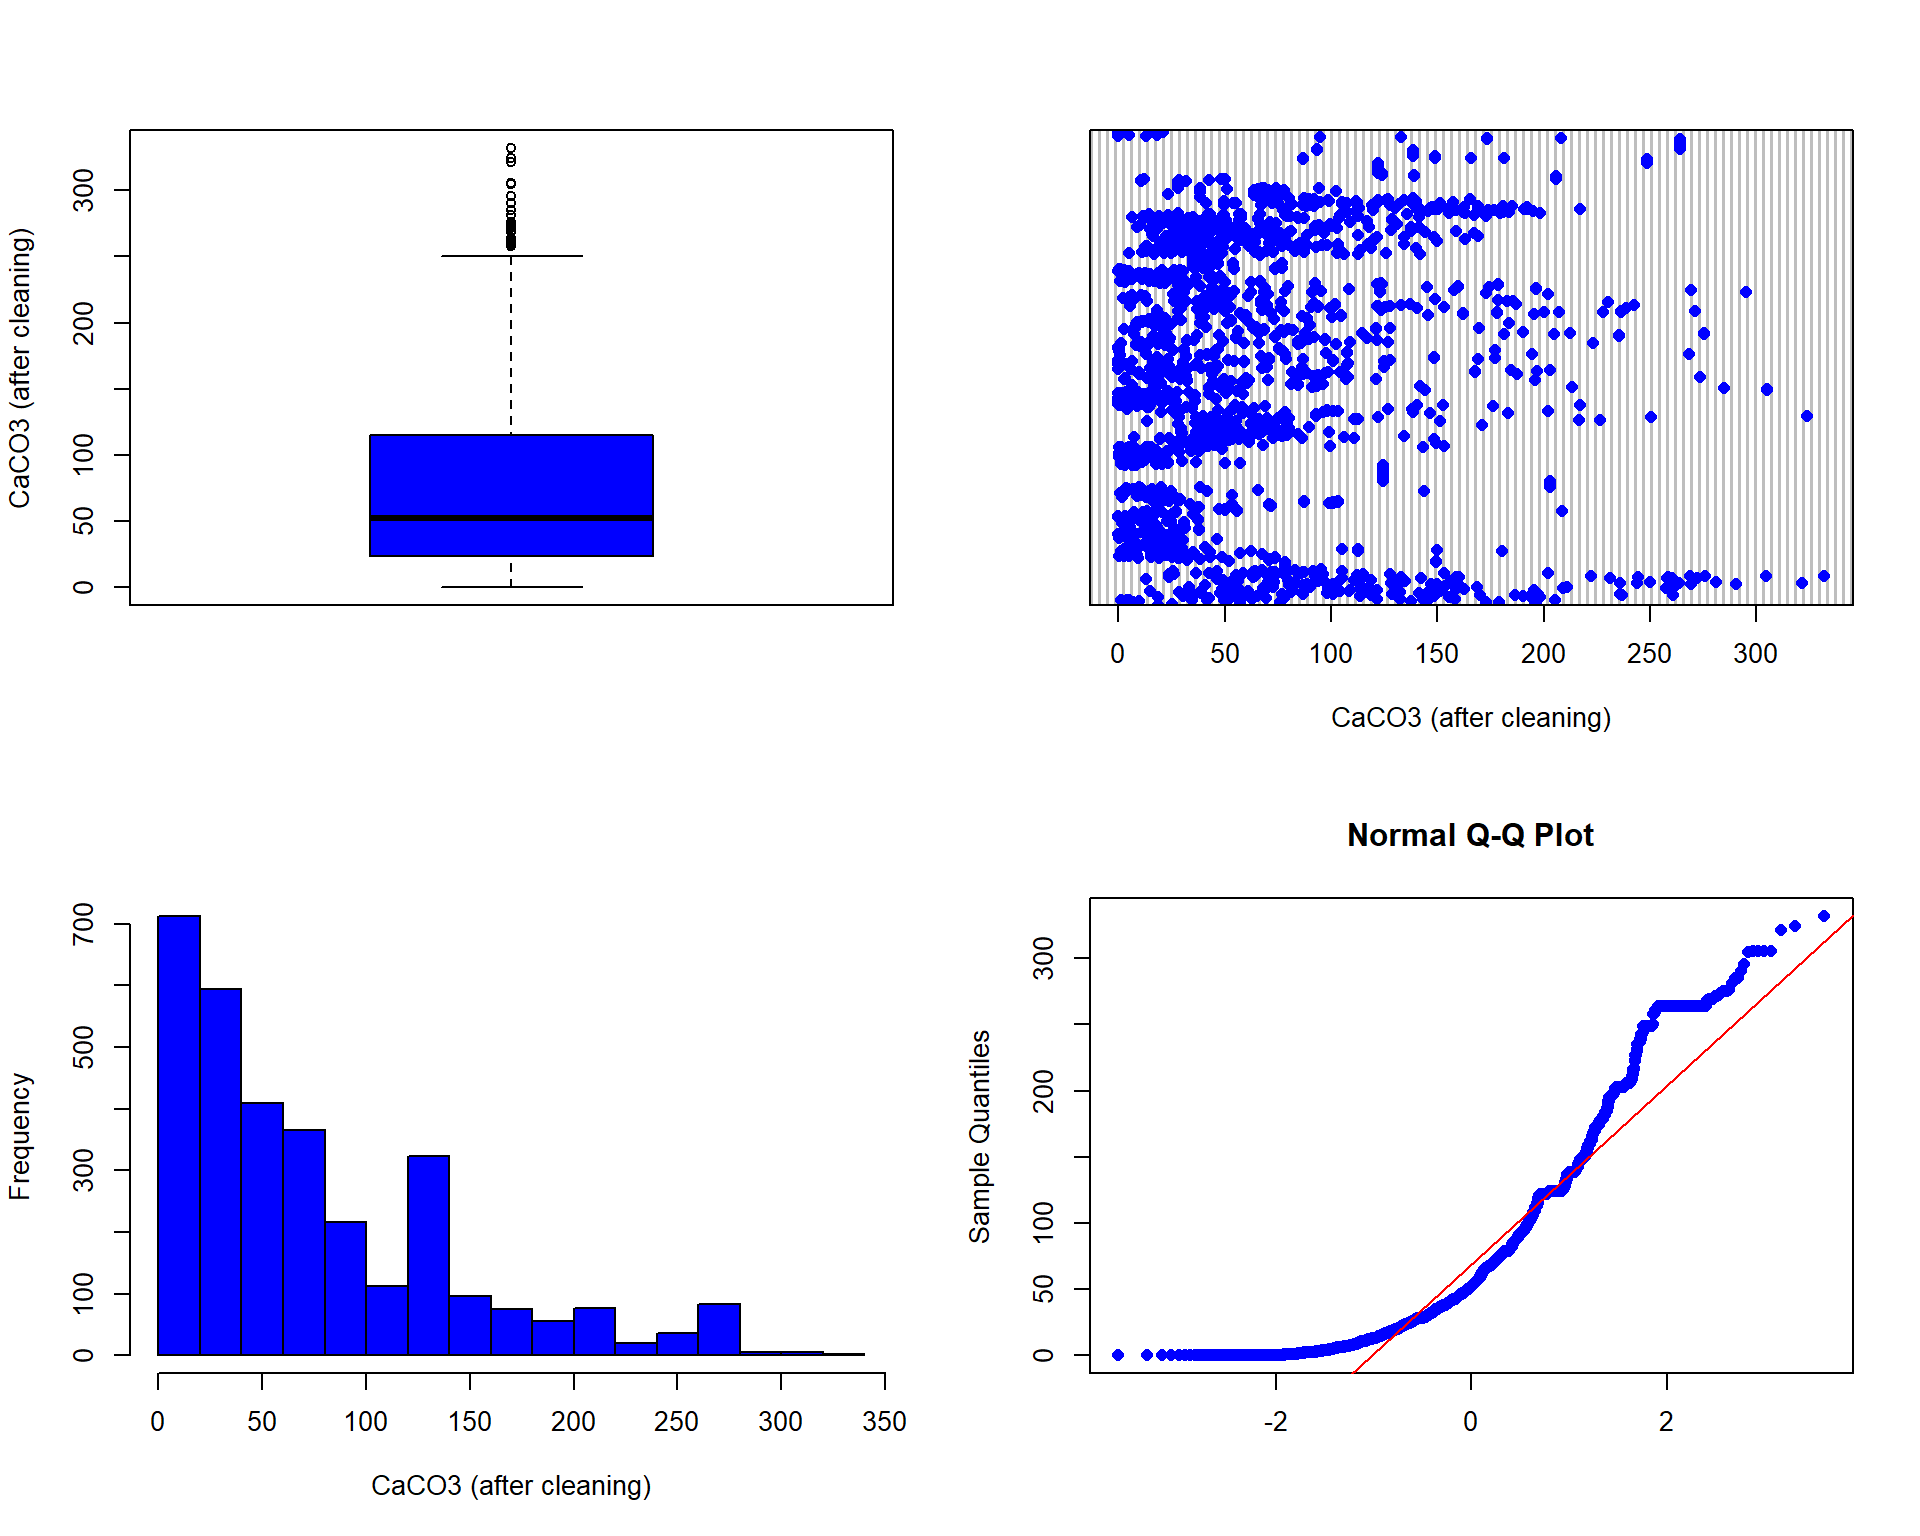 CaCO3 (after cleaning)
0 50 100 200 300
0 50 100 150 200 250 300
CaCO3 (after cleaning)
Frequency
0 100 300 500 700
0 50 100 150 200 250 300 350
CaCO3 (after cleaning)
Normal Q-Q Plot
Sample Quantiles
0 50 100 200 300
-2 0 2